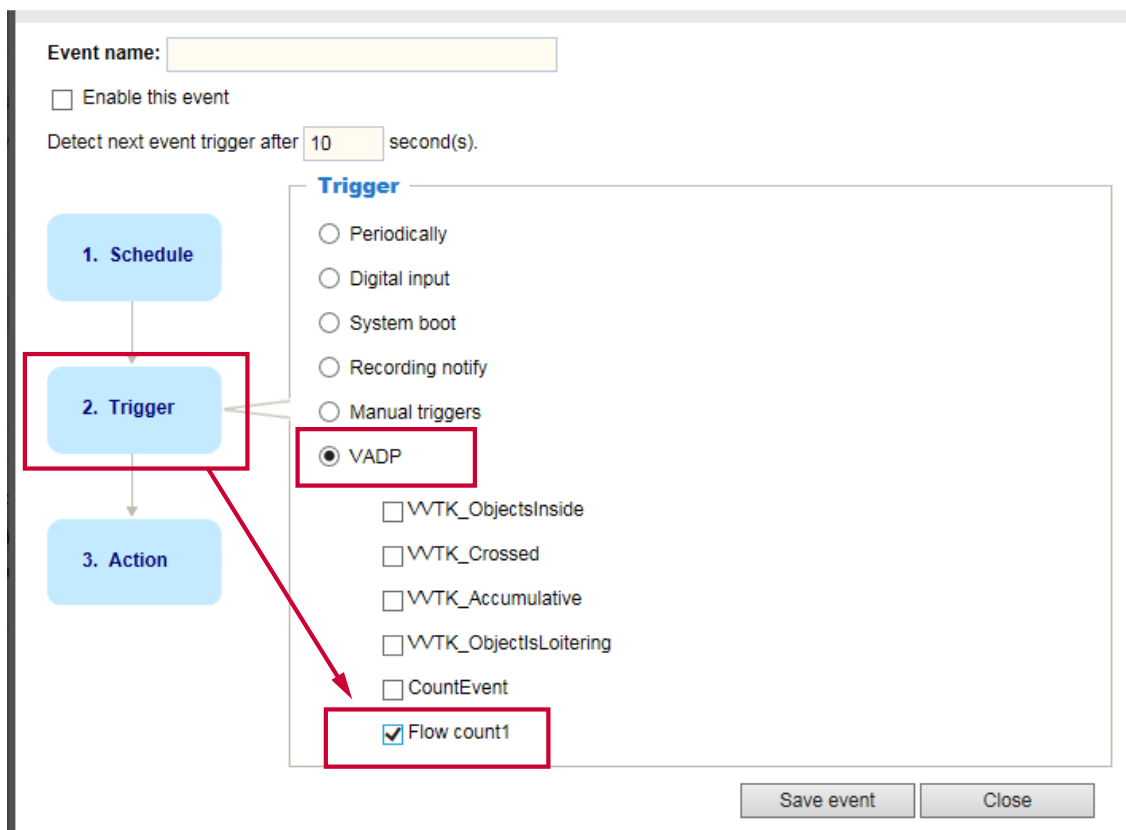 Event name:
Enable this event
Detect next event trigger after 10 second(s).
Trigger
1. Schedule
2. Trigger
3. Action
Periodically
Digital input
System boot
Recording notify
Manual triggers
VADP
VVTK_ObjectsInside
VVTK_Crossed
VVTK_Accumulative
VVTK_ObjectIsLoitering
CountEvent
Flow count1
Save event
Close